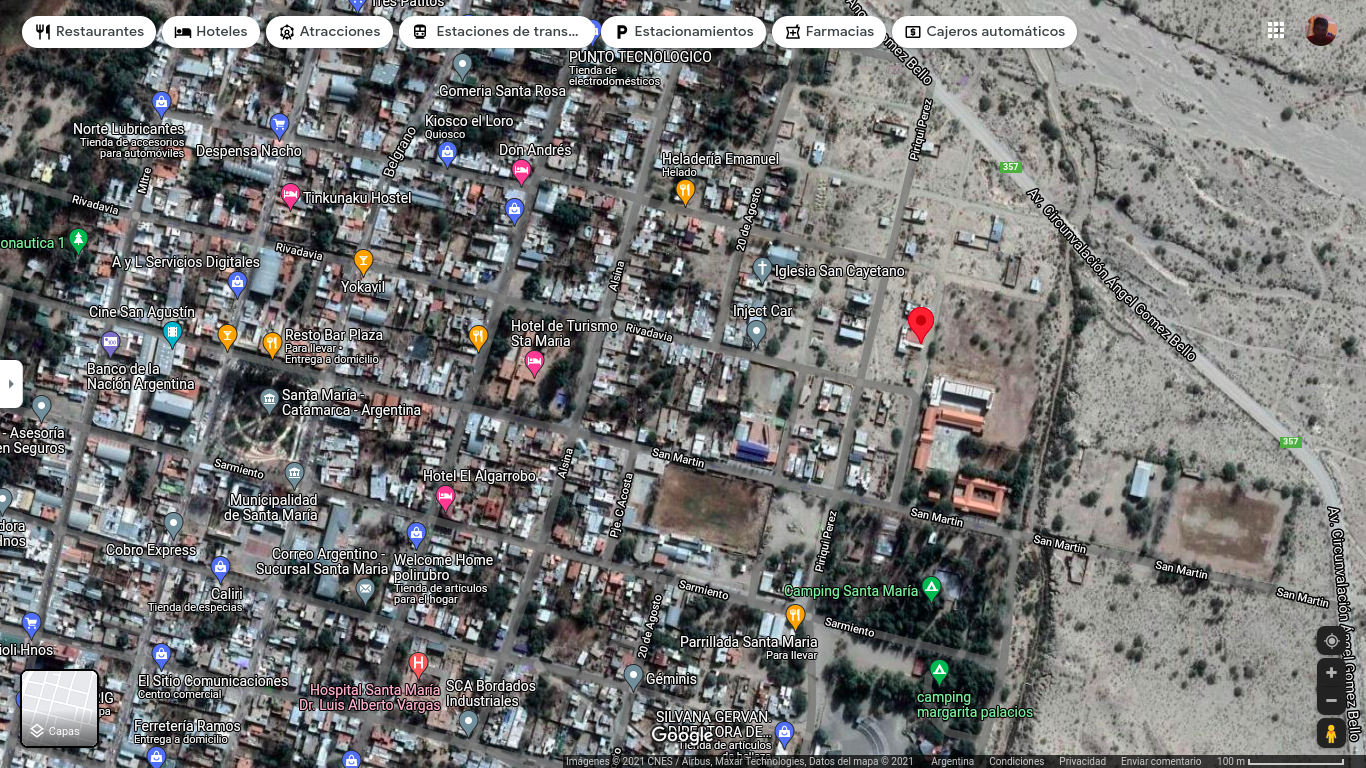 Tres Patitos
Restaurantes
Hoteles
Atracciones
Estaciones de trans...
Estacionamientos
Farmacias
Cajeros automáticos
PUNTO TECNOLOGICO
Tienda de
electrodomésticos
Gomeria Santa Rosa
Gomez Bello
Norte Lubricantes
Tienda de accesorios
para automóviles
Despensa Nacho
Belgrano
Kiosco el Loro
Quiosco
Don Andrés
Heladería Emanuel
Helado
Piriqui Perez
357
Mitre
Rivadavia
Tinkunaku Hostel
20 de Agosto
Av. Circunvalación Angel Gomez Bello
onautica 1
Rivadavia
A y L Servicios Digitales
Yokavil
Alsina
Iglesia San Cayetano
Cine San Agustín
Resto Bar Plaza
Para llevar -
Entrega a domicilio
Hotel de Turismo
Sta Maria
Rivadavia
Inject Car
Banco de la
Nación Argentina
Santa María -
Catamarca - Argentina
- Asesoría
en Seguros
Sarmiento
Alsina
San Martin
357
Hotel El Algarrobo
Municipalidad
de Santa María
Pje. C.Acosta
San Martin
dora
Hnos
Cobro Express
Correo Argentino -
Sucursal Santa Maria
Welcome Home
polirubro
Tienda de artículos
para el hogar
Piriqui Perez
San Martin
San Martin
San Martin
Av. Circunvalación Angel Gomez Bello
Caliri
Tienda de especias
Sarmiento
Camping Santa María
20 de Agosto
Parrillada Santa Maria
Para llevar
Sarmiento
ioli Hnos
El Sitio Comunicaciones
Centro comercial
Hospital Santa María
Dr. Luis Alberto Vargas
SCA Bordados
Industriales
Géminis
camping
margarita palacios
IG
pa
Capas
Ferretería Ramos
Entrega a domicilio
SILVANA GERVAN...
Tienda de artículos
de belleza
Google
Imágenes © 2021 CNES / Airbus, Maxar Technologies, Datos del mapa © 2021
Argentina
Condiciones
Privacidad
Enviar comentario
100 m